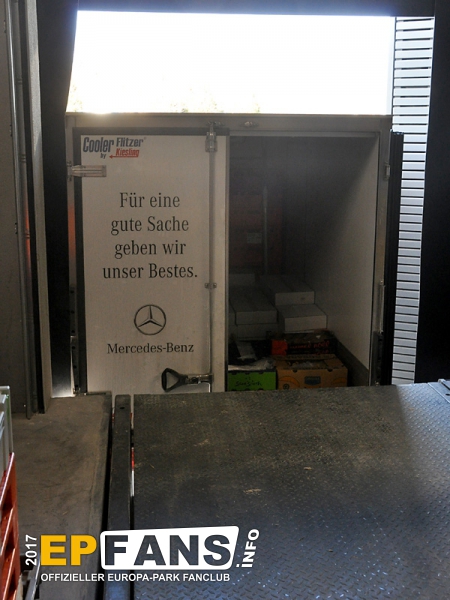 Cooler Flitzer
by Kiesling
Für eine
gute Sache
geben wir
unser Bestes.
Mercedes-Benz
2017
EPFANS.iNFO
OFFIZIELLER EUROPA-PARK FANCLUB